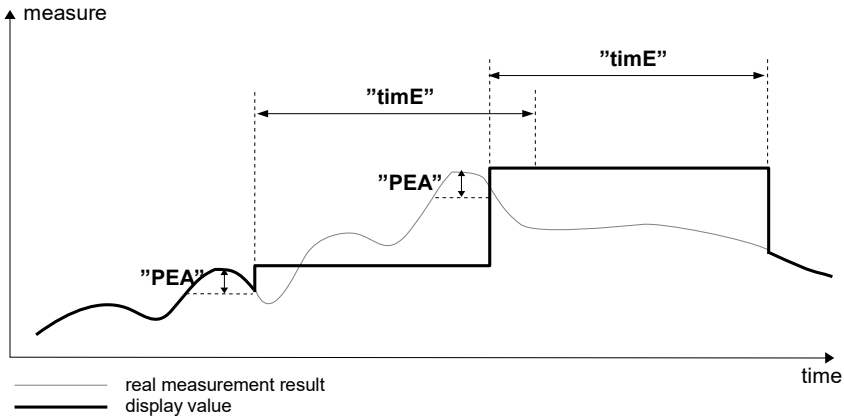 measure
”timE”
”timE”
”PEA”
”PEA”
time
real measurement result
display value